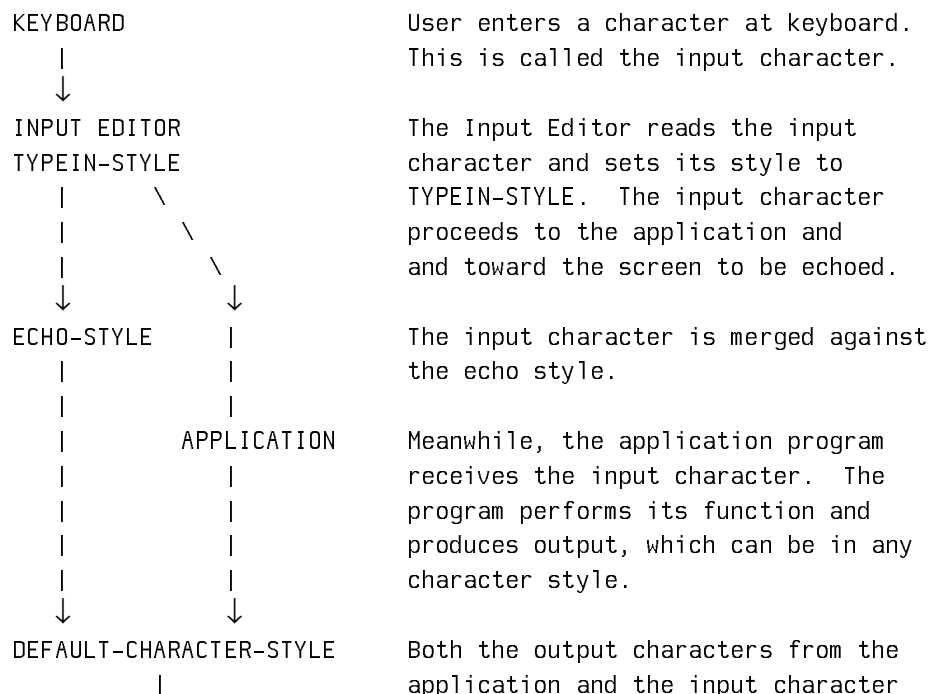 KEYBOARD User enters a character at keyboard.
| This is called the input character.
↓
INPUT EDITOR The Input Editor reads the input
TYPEIN-STYLE character and sets its style to
| \ TYPEIN-STYLE. The input character
| \ proceeds to the application and
| \ and toward the screen to be echoed.
↓ ↓
ECHO-STYLE | The input character is merged against
| | the echo style.
| |
| APPLICATION Meanwhile, the application program
| | receives the input character. The
| | program performs its function and
| | produces output, which can be in any
| | character style.
↓ ↓
DEFAULT-CHARACTER-STYLE Both the output characters from the
| application and the input character